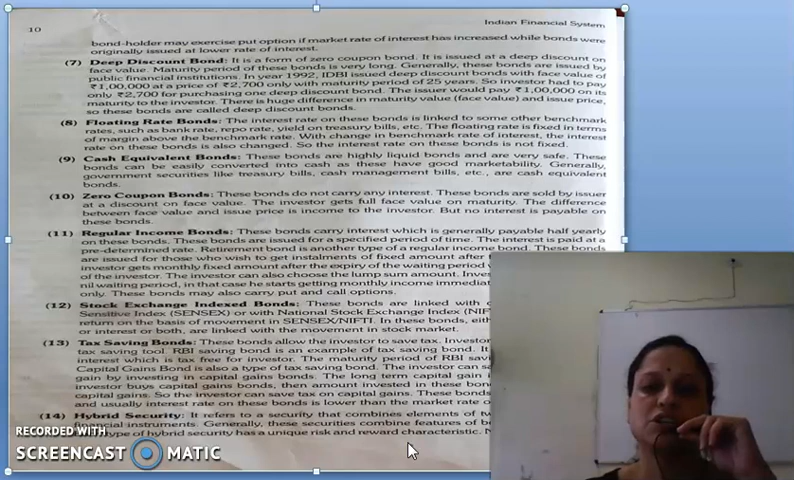 10
Indian Financial System
bond-holder may exercise put option if market rate of interest has increased while bonds were
originally issued at lower rate of interest.
(7) Deep Discount Bond: It is a form of zero coupon bond. It is issued at a deep discount on
face value. Maturity period of these bonds is very long. Generally, these bonds are issued by
public financial institutions. In year 1992, IDBI issued deep discount bonds with face value of
₹1,00,000 at a price of ₹2,700 only with maturity period of 25 years. So investor had to pay
only ₹2,700 for purchasing one deep discount bond. The issuer would pay ₹1,00,000 on its
maturity to the investor. There is huge difference in maturity value (face value) and issue price,
so these bonds are called deep discount bonds.
(8) Floating Rate Bonds: The interest rate on these bonds is linked to some other benchmark
rates, such as bank rate, repo rate, yield on treasury bills, etc. The floating rate is fixed in terms
of margin above the benchmark rate. With change in benchmark rate of interest, the interest
rate on these bonds is also changed. So the interest rate on these bonds is not fixed.
(9) Cash Equivalent Bonds: These bonds are highly liquid bonds and are very safe. These
bonds can be easily converted into cash as these have good marketability. Generally,
government securities like treasury bills, cash management bills, etc., are cash equivalent
bonds.
(10) Zero Coupon Bonds: These bonds do not carry any interest. These bonds are sold by issuer
at a discount on face value. The investor gets full face value on maturity. The difference
between face value and issue price is income to the investor. But no interest is payable on
these bonds.
(11) Regular Income Bonds: These bonds carry interest which is generally payable half yearly
on these bonds. These bonds are issued for a specified period of time. The interest is paid at a
pre-determined rate. Retirement bond is another type of a regular income bond. These bonds
are issued for those who wish to get instalments of fixed amount after
investor gets monthly fixed amount after the expiry of the waiting period
of the investor. The investor can also choose the lump sum amount.
nil waiting period, in that case he starts getting monthly income
only. These bonds may also carry put and call options.
(12) Stock Exchange Indexed Bonds: These bonds are linked with
Sensitive Index (SENSEX) or with National Stock Exchange Index
return on the basis of movement in SENSEX/NIFTI. In these bonds,
or interest or both, are linked with the movement in stock market.
(13) Tax Saving Bonds: These bonds allow the investor to save tax.
tax saving bond. RBI saving bond is an example of tax saving bond. It
interest which is tax free for investor. The maturity period of RBI
Capital Gains Bond is also a type of tax saving bond. The investor can
gain by investing in capital gains bonds. The long term capital gain
investor buys capital gains bonds, then amount invested in these
capital gains. So the investor can save tax on capital gains. These bonds
and usually interest rate on these bonds is lower than the market rate
(14) Hybrid Security: It refers to a security that combines elements of
financial instruments. Generally, these securities combine features of
type of hybrid security has a unique risk and reward characteristic.
RECORDED WITH
SCREENCAST MATIC